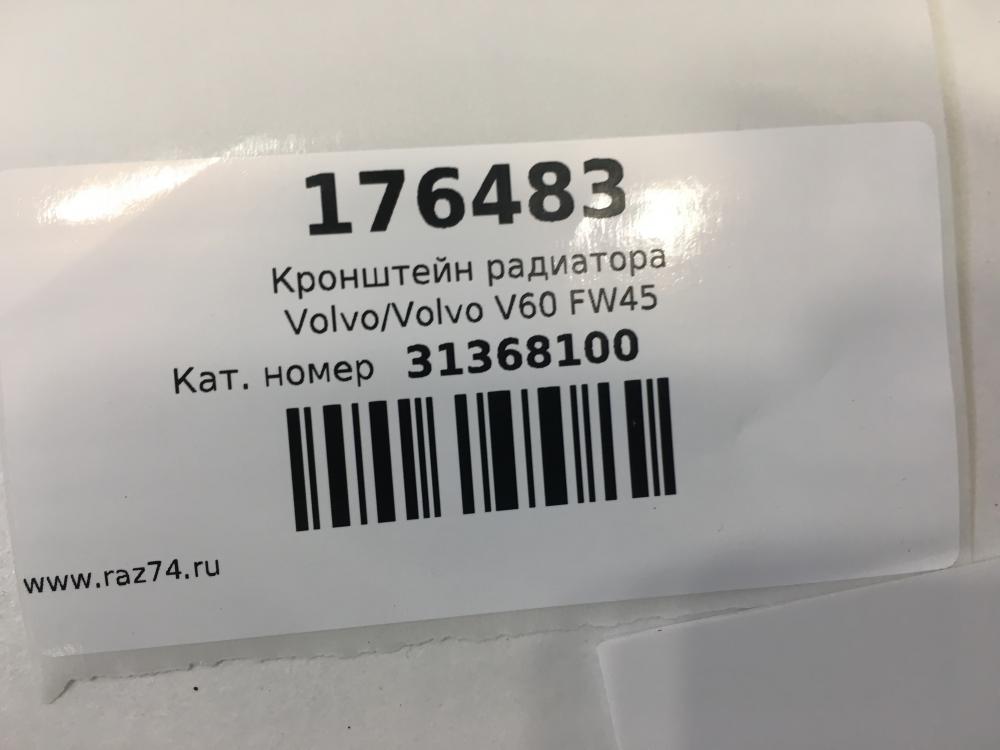 176483
Кронштейн радиатора
Volvo/Volvo V60 FW45
Кат. номер 31368100
www.raz74.ru